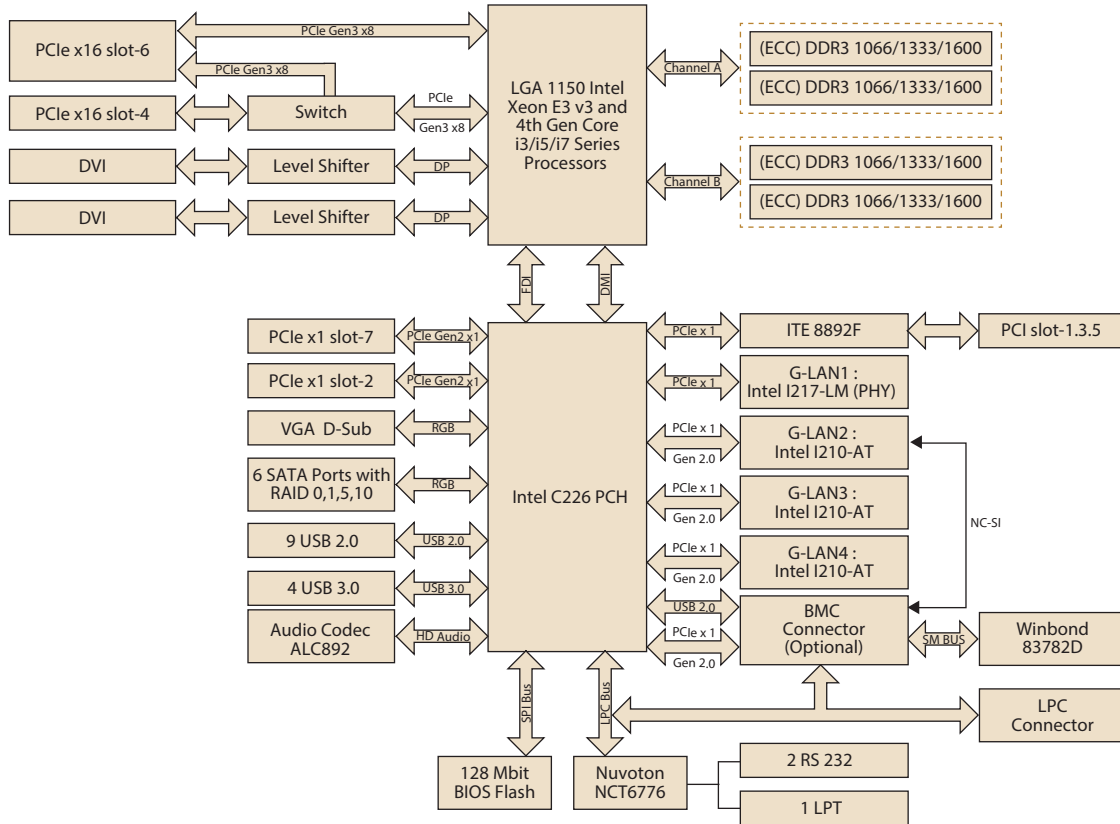 PCIe x16 slot-6
PCIe Gen3 x8
PCIe Gen3 x8
PCIe x16 slot-4
Switch
PCIe
Gen3 x8
DVI
Level Shifter
DP
DVI
Level Shifter
DP
LGA 1150 Intel
Xeon E3 v3 and
4th Gen Core
i3/i5/i7 Series
Processors
Channel A
(ECC) DDR3 1066/1333/1600
(ECC) DDR3 1066/1333/1600
Channel B
(ECC) DDR3 1066/1333/1600
(ECC) DDR3 1066/1333/1600
FDI
DMI
PCIe x1 slot-7
PCIe Gen2 x1
PCIe x1 slot-2
PCIe Gen2 x1
VGA D-Sub
RGB
6 SATA Ports with
RAID 0,1,5,10
RGB
9 USB 2.0
USB 2.0
4 USB 3.0
USB 3.0
Audio Codec
ALC892
HD Audio
Intel C226 PCH
PCIe x 1
ITE 8892F
PCI slot-1.3.5
PCIe x 1
G-LAN1 :
Intel I217-LM (PHY)
PCIe x 1
Gen 2.0
G-LAN2 :
Intel I210-AT
PCIe x 1
Gen 2.0
G-LAN3 :
Intel I210-AT
NC-SI
PCIe x 1
Gen 2.0
G-LAN4 :
Intel I210-AT
USB 2.0
PCIe x 1
Gen 2.0
BMC
Connector
(Optional)
SM BUS
Winbond
83782D
SPI Bus
LPC Bus
LPC
Connector
128 Mbit
BIOS Flash
Nuvoton
NCT6776
2 RS 232
1 LPT